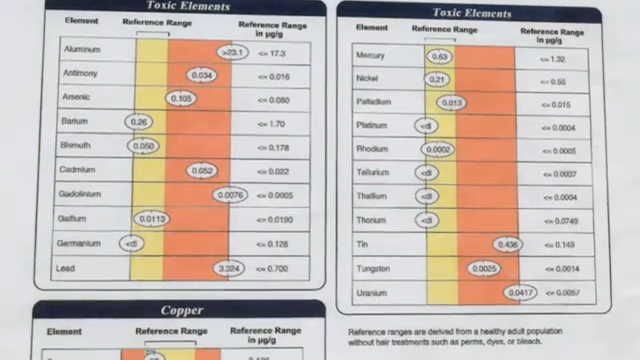 Toxic Elements
Element Reference Range Reference Range in µg/g
Aluminum >23.1 <= 17.3
Antimony 0.034 <= 0.016
Arsenic 0.105 <= 0.080
Barium 0.26 <= 1.70
Bismuth 0.050 <= 0.178
Cadmium 0.052 <= 0.022
Gadolinium 0.0076 <= 0.0005
Gallium 0.0113 <= 0.0190
Germanium <dl <= 0.128
Lead 3.324 <= 0.700
Toxic Elements
Element Reference Range Reference Range in µg/g
Mercury 0.63 <= 1.32
Nickel 0.21 <= 0.55
Palladium 0.013 <= 0.015
Platinum <dl <= 0.0004
Rhodium 0.0002 <= 0.0005
Tellurium <dl <= 0.0007
Thallium <dl <= 0.0004
Thorium <dl <= 0.0749
Tin 0.436 <= 0.149
Tungsten 0.0025 <= 0.0014
Uranium 0.0417 <= 0.0057
Reference ranges are derived from a healthy adult population
without hair treatments such as perms, dyes, or bleach.
Copper
Element Reference Range Reference Range in µg/g